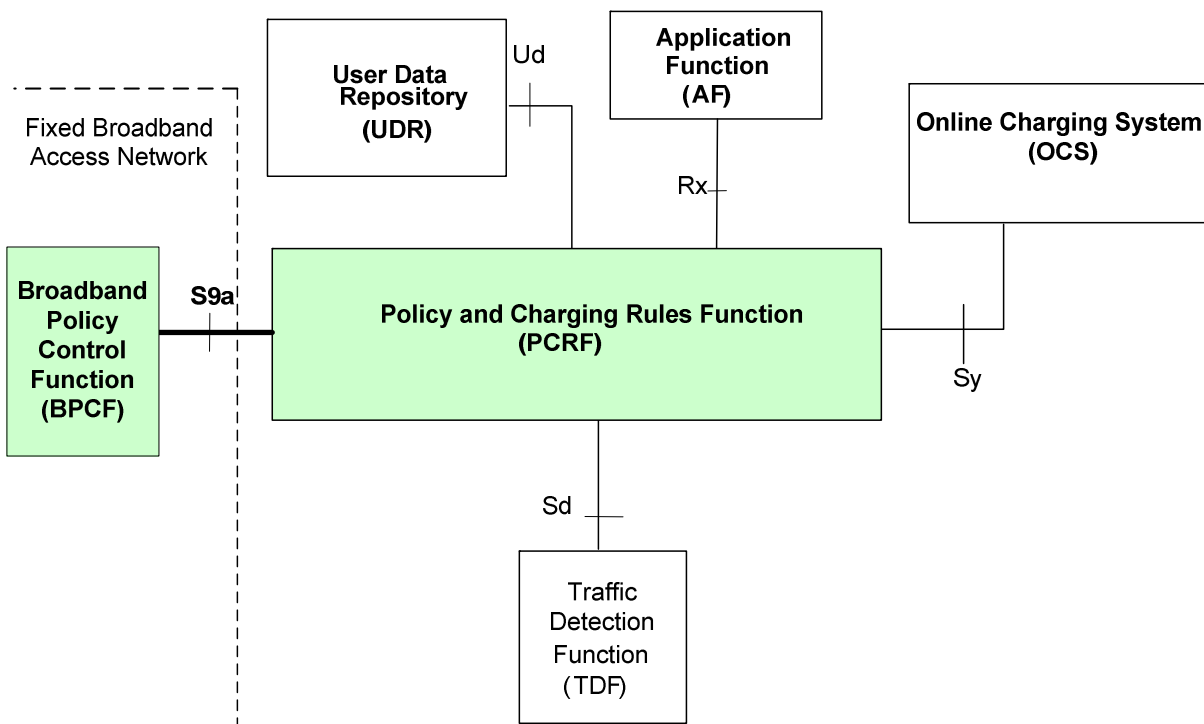 User Data
Repository
(UDR)
Ud
Application
Function
(AF)
Rx
Online Charging System
(OCS)
Fixed Broadband
Access Network
Broadband
Policy
Control
Function
(BPCF)
S9a
Policy and Charging Rules Function
(PCRF)
Sy
Sd
Traffic
Detection
Function
(TDF)